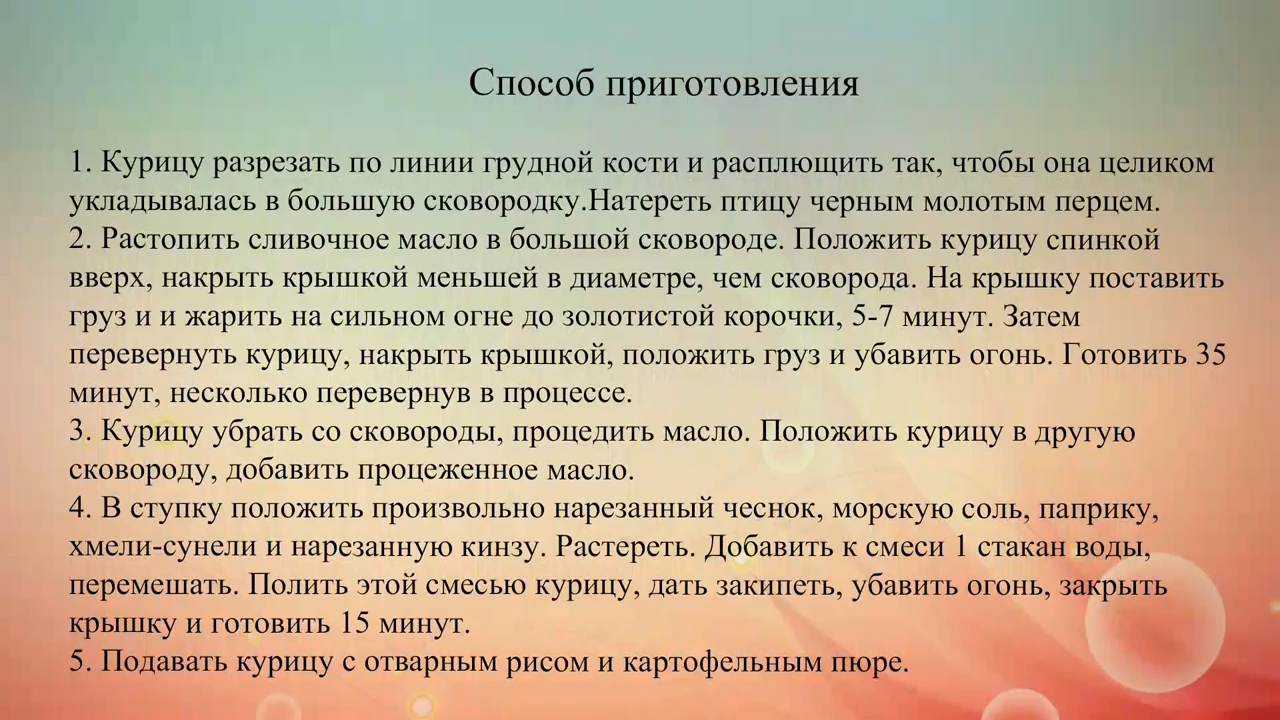 Способ приготовления
1. Курицу разрезать по линии грудной кости и расплющить так, чтобы она целиком
укладывалась в большую сковородку.Натереть птицу черным молотым перцем.
2. Растопить сливочное масло в большой сковороде. Положить курицу спинкой
вверх, накрыть крышкой меньшей в диаметре, чем сковорода. На крышку поставить
груз и и жарить на сильном огне до золотистой корочки, 5-7 минут. Затем
перевернуть курицу, накрыть крышкой, положить груз и убавить огонь. Готовить 35
минут, несколько перевернув в процессе.
3. Курицу убрать со сковороды, процедить масло. Положить курицу в другую
сковороду, добавить процеженное масло.
4. В ступку положить произвольно нарезанный чеснок, морскую соль, паприку,
хмели-сунели и нарезанную кинзу. Растереть. Добавить к смеси 1 стакан воды,
перемешать. Полить этой смесью курицу, дать закипеть, убавить огонь, закрыть
крышку и готовить 15 минут.
5. Подавать курицу с отварным рисом и картофельным пюре.